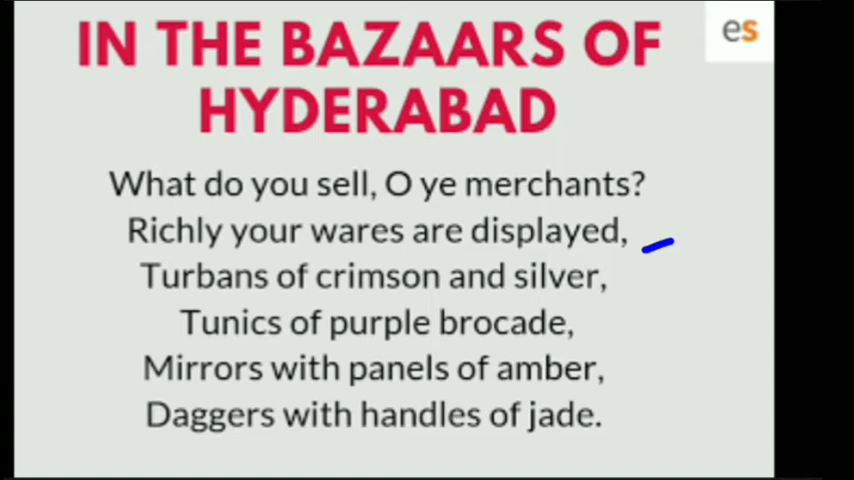 IN THE BAZAARS OF
HYDERABAD
es
What do you sell, O ye merchants?
Richly your wares are displayed,
Turbans of crimson and silver,
Tunics of purple brocade,
Mirrors with panels of amber,
Daggers with handles of jade.